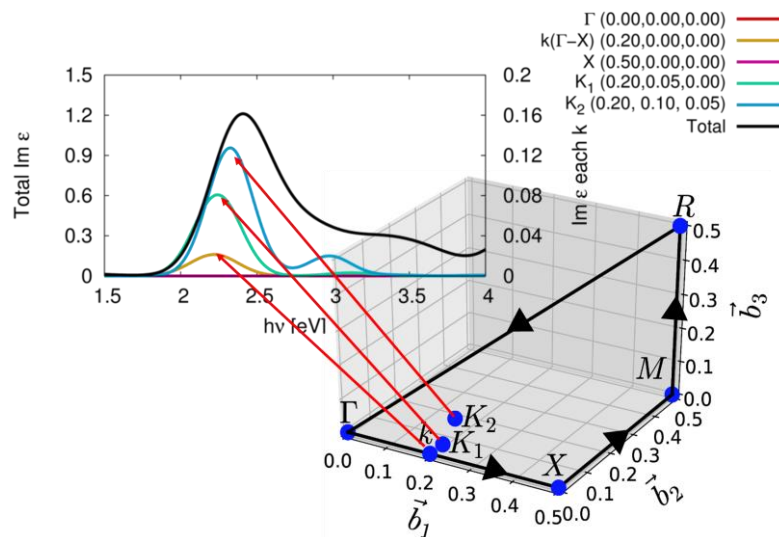 Γ (0.00,0.00,0.00)
k(Γ−X) (0.20,0.00,0.00)
X (0.50,0.00,0.00)
K₁ (0.20,0.05,0.00)
K₂ (0.20, 0.10, 0.05)
Total
1.5
1.2
0.9
0.6
0.3
0
Total Im ε
0.2
0.16
0.12
0.08
0.04
0
Im ε each k
1.5
2
2.5
3
3.5
4
hν [eV]
R
0.5
0.4
0.3
0.2
0.1
0.0
b⃗₃
M
Γ
k
K₁
K₂
X
0.0
0.1
0.2
0.3
0.4
0.5
b⃗₁
0.0
0.1
0.2
0.3
0.4
0.5
b⃗₂